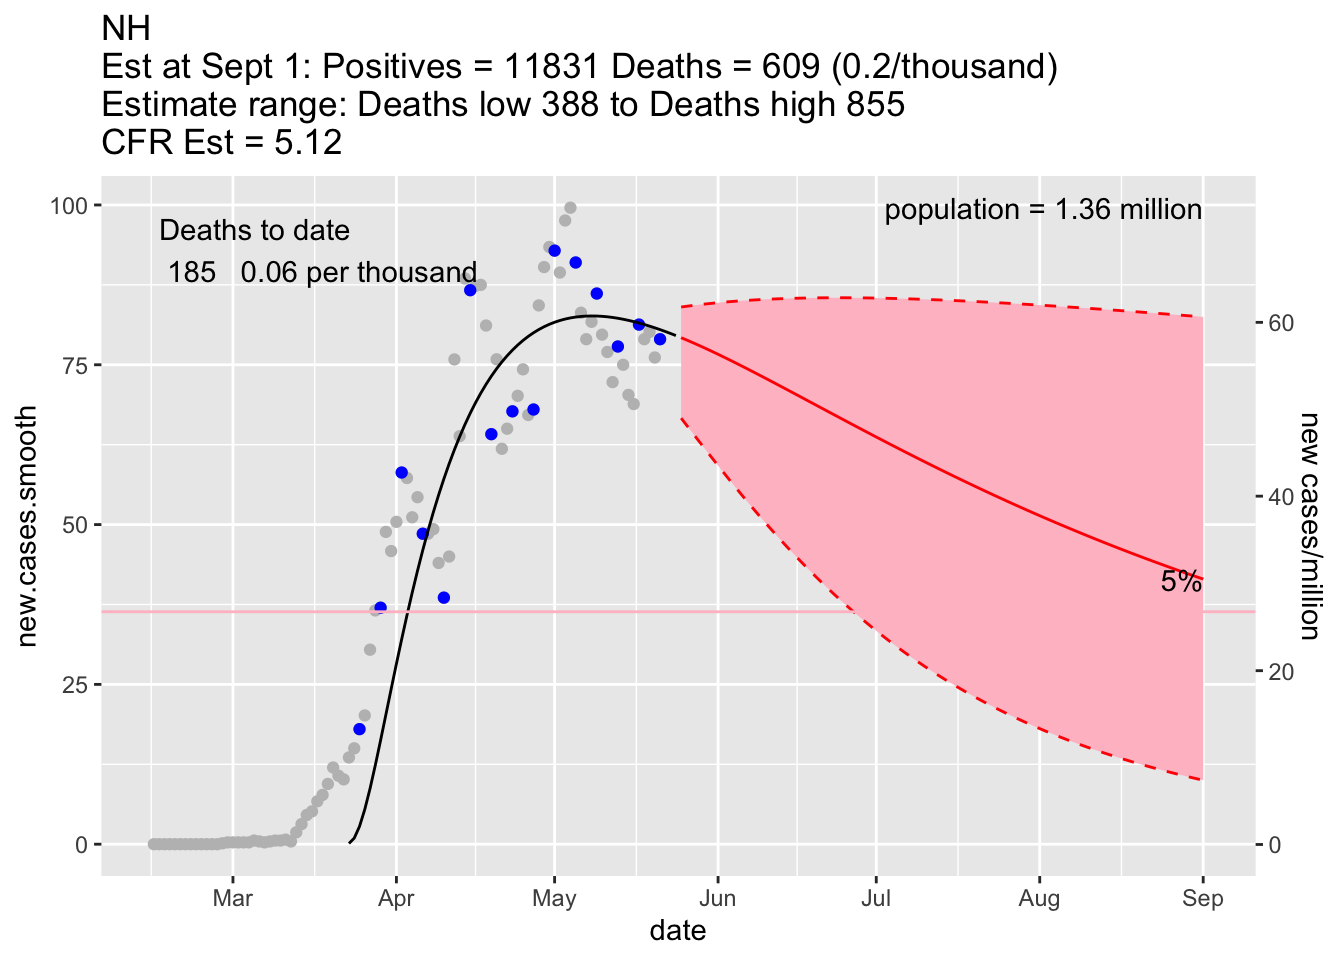 NH
Est at Sept 1: Positives = 11831 Deaths = 609 (0.2/thousand)
Estimate range: Deaths low 388 to Deaths high 855
CFR Est = 5.12
Deaths to date
185 0.06 per thousand
population = 1.36 million
5%
100
75
50
25
0
60
40
20
0
new.cases.smooth
new cases/million
Mar Apr May Jun Jul Aug Sep
date